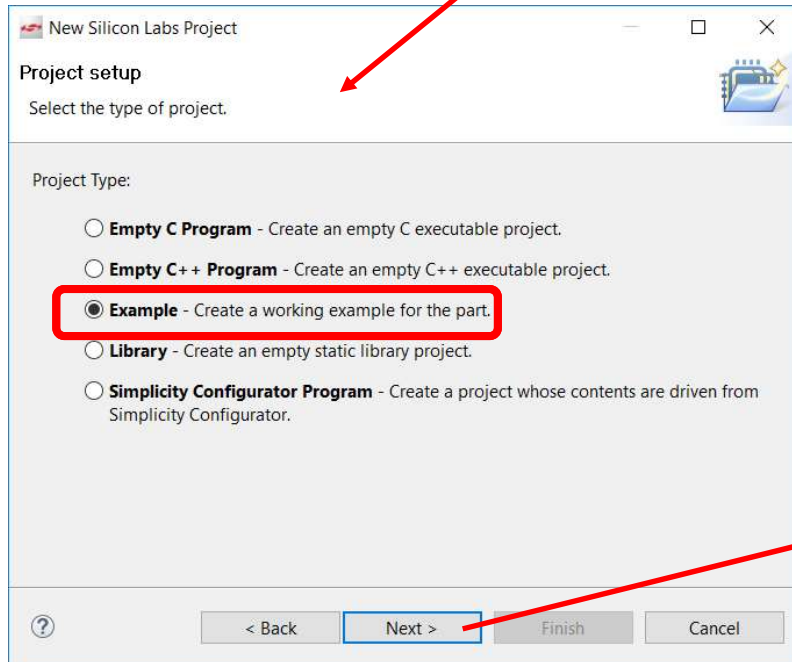 New Silicon Labs Project
Project setup
Select the type of project.
Project Type:
Empty C Program - Create an empty C executable project.
Empty C++ Program - Create an empty C++ executable project.
Example - Create a working example for the part.
Library - Create an empty static library project.
Simplicity Configurator Program - Create a project whose contents are driven from
Simplicity Configurator.
? < Back Next > Finish Cancel